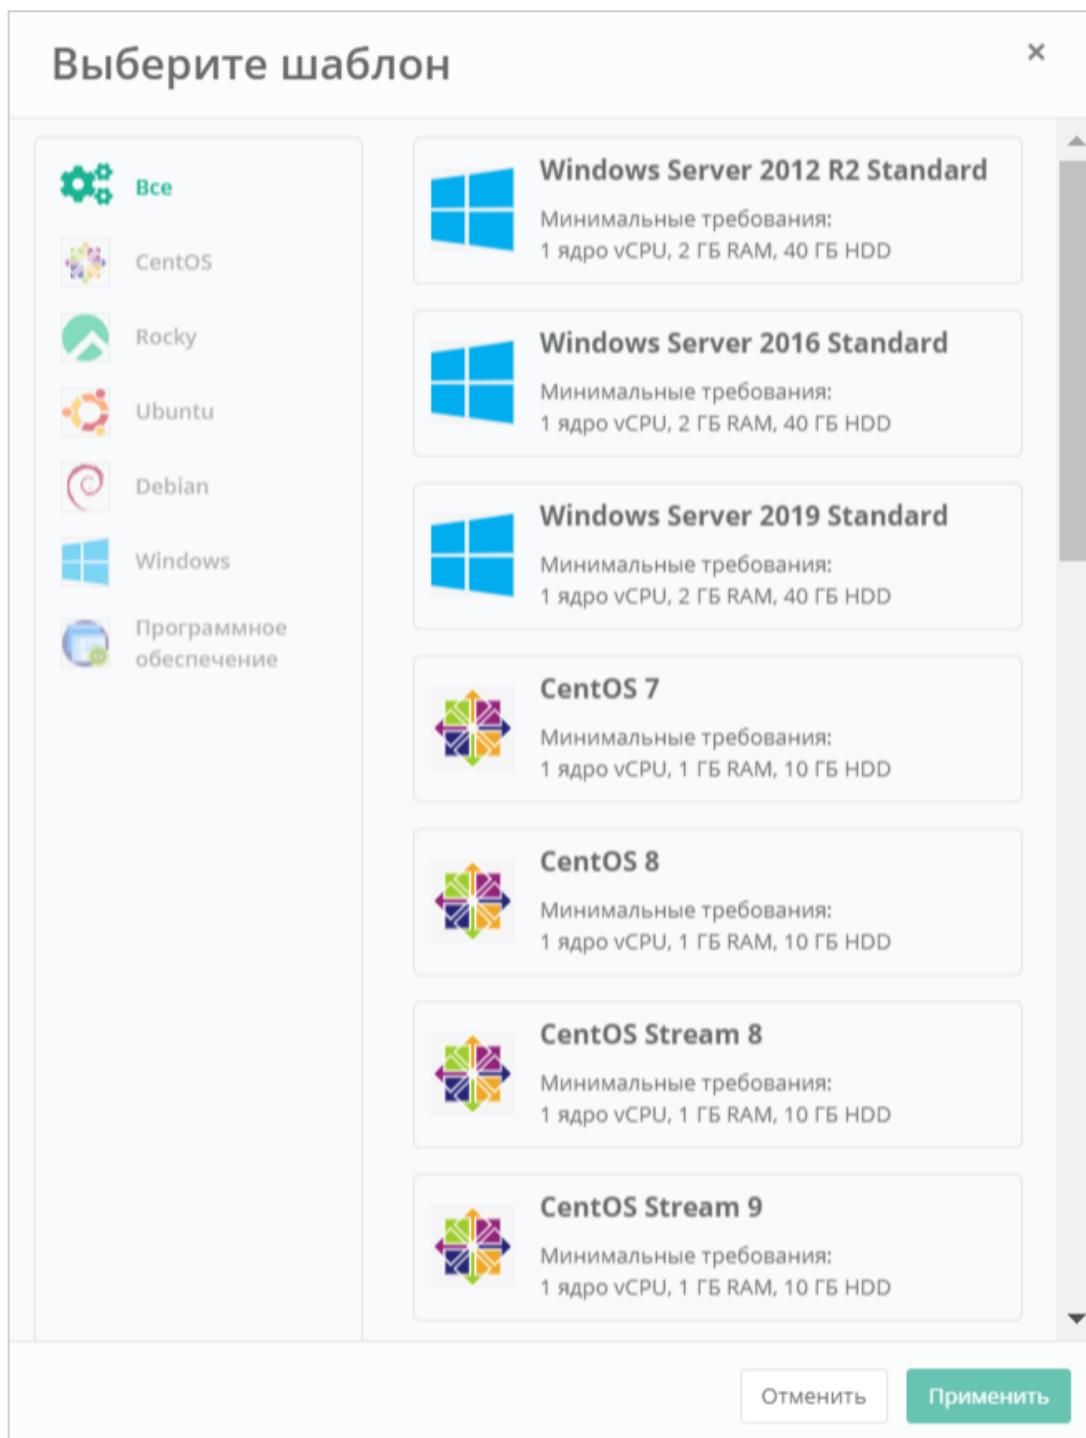 Выберите шаблон
×
Все
CentOS
Rocky
Ubuntu
Debian
Windows
Программное
обеспечение
Windows Server 2012 R2 Standard
Минимальные требования:
1 ядро vCPU, 2 ГБ RAM, 40 ГБ HDD
Windows Server 2016 Standard
Минимальные требования:
1 ядро vCPU, 2 ГБ RAM, 40 ГБ HDD
Windows Server 2019 Standard
Минимальные требования:
1 ядро vCPU, 2 ГБ RAM, 40 ГБ HDD
CentOS 7
Минимальные требования:
1 ядро vCPU, 1 ГБ RAM, 10 ГБ HDD
CentOS 8
Минимальные требования:
1 ядро vCPU, 1 ГБ RAM, 10 ГБ HDD
CentOS Stream 8
Минимальные требования:
1 ядро vCPU, 1 ГБ RAM, 10 ГБ HDD
CentOS Stream 9
Минимальные требования:
1 ядро vCPU, 1 ГБ RAM, 10 ГБ HDD
Отменить
Применить